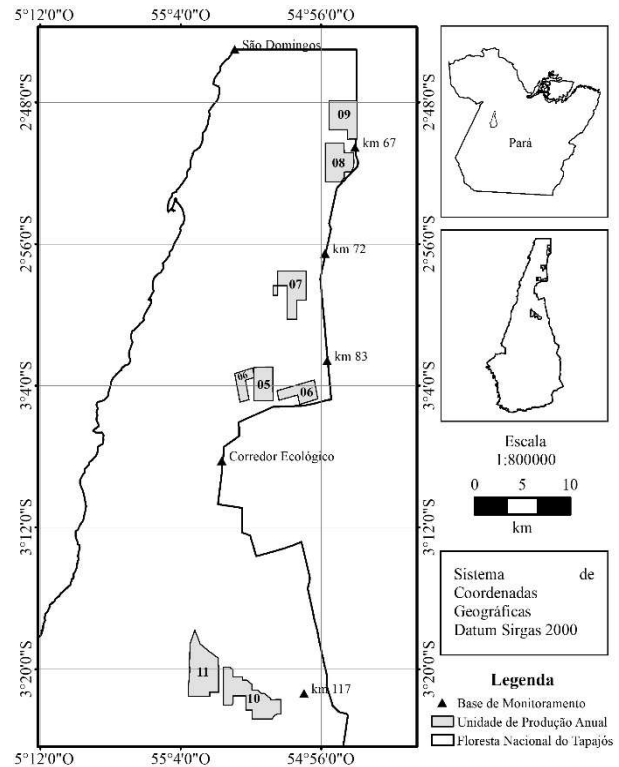 55°12'0"O 55°4'0"O 54°56'0"O
São Domingos
2°48'0"S 2°48'0"S
09
km 67
08
2°56'0"S 2°56'0"S
km 72
07
km 83
06 05 06
3°4'0"S 3°4'0"S
Corredor Ecológico
3°12'0"S 3°12'0"S
3°20'0"S 3°20'0"S
11
10
km 117
55°12'0"O 55°4'0"O 54°56'0"O
Pará
Escala
1:800000
0 5 10
km
Sistema de
Coordenadas
Geográficas
Datum Sirgas 2000
Legenda
Base de Monitoramento
Unidade de Produção Anual
Floresta Nacional do Tapajós